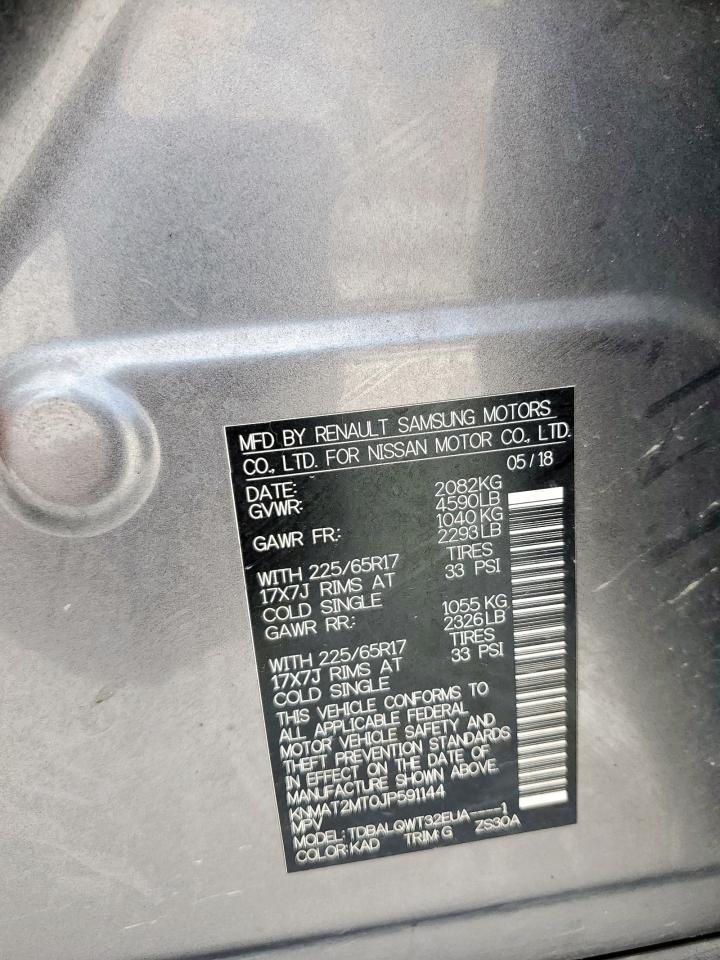 MFD BY RENAULT SAMSUNG MOTORS
CO., LTD. FOR NISSAN MOTOR CO., LTD.
DATE: 05/18
GVWR: 2082KG
4590LB
GAWR FR: 1040KG
2293LB
WITH 225/65R17 TIRES
17X7J RIMS AT 33 PSI
COLD SINGLE
GAWR RR: 1055 KG
2326LB
WITH 225/65R17 TIRES
17X7J RIMS AT 33 PSI
COLD SINGLE
THIS VEHICLE CONFORMS TO
ALL APPLICABLE FEDERAL
MOTOR VEHICLE SAFETY AND
THEFT PREVENTION STANDARDS
IN EFFECT ON THE DATE OF
MANUFACTURE SHOWN ABOVE.
KNMAT2MT0JP591144
MPV
MODEL: TDBALQWT32EUA----1
COLOR:KAD TRIM:G ZS30A